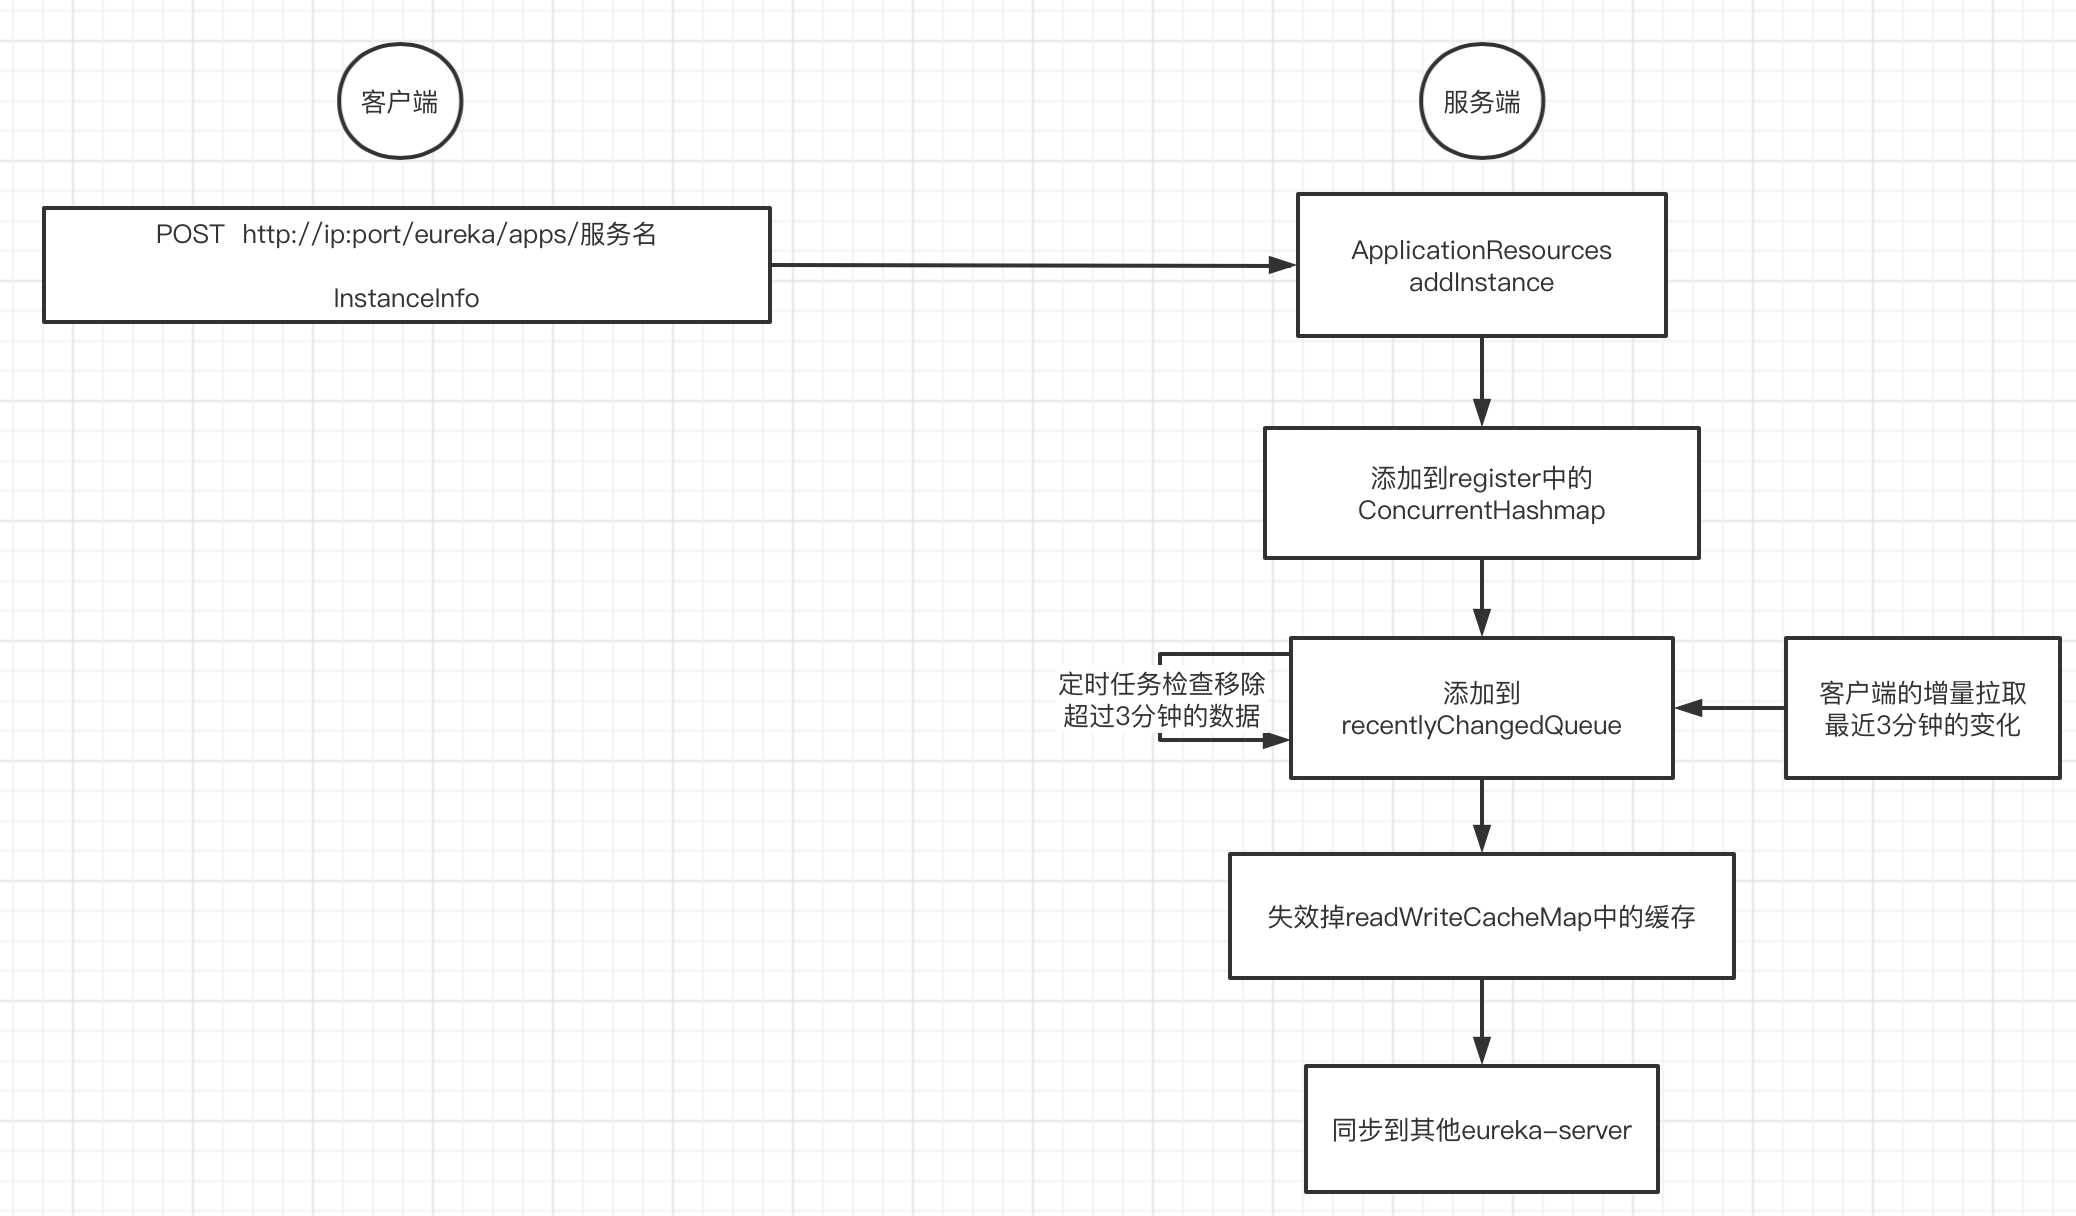 客户端
服务端
POST  http://ip:port/eureka/apps/服务名
InstanceInfo
ApplicationResources
addInstance
添加到register中的
ConcurrentHashmap
定时任务检查移除
超过3分钟的数据
添加到
recentlyChangedQueue
客户端的增量拉取
最近3分钟的变化
失效掉readWriteCacheMap中的缓存
同步到其他eureka-server